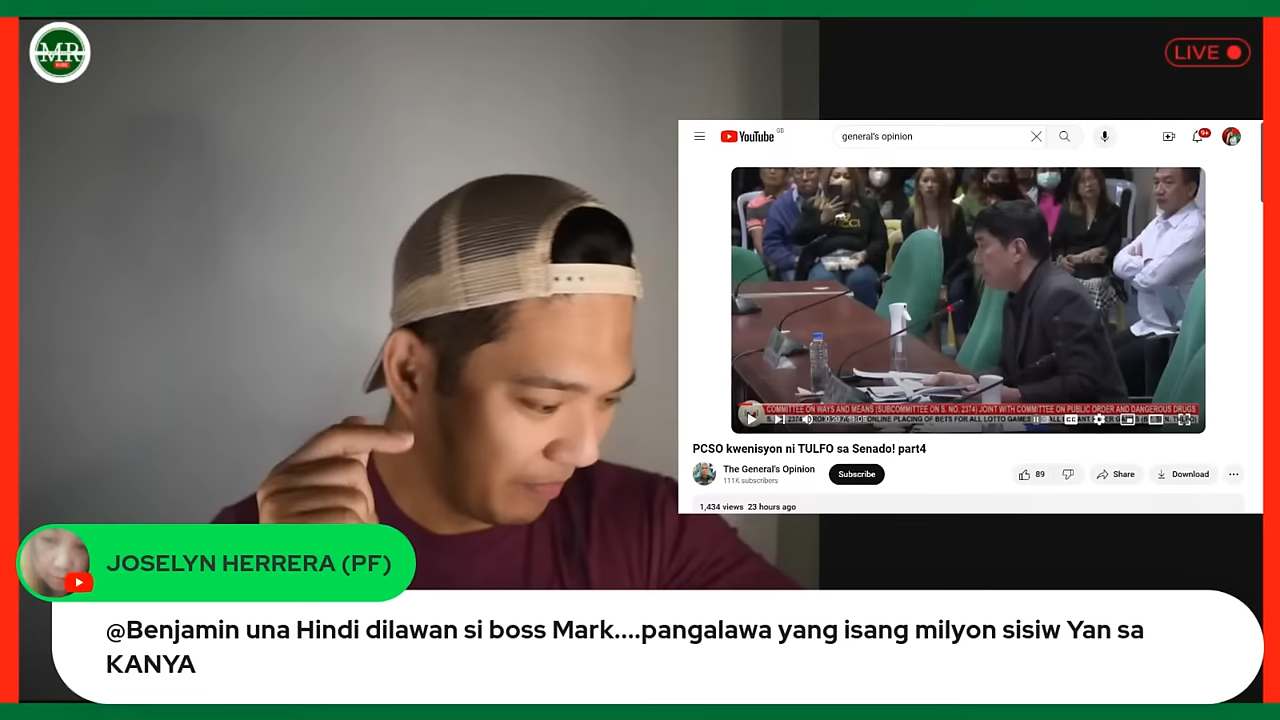 MR
LIVE
YouTube
GB
general's opinion
9+
COMMITTEE ON WAYS AND MEANS (SUBCOMMITTEE ON S. NO. 2374) JOINT WITH COMMITTEE ON PUBLIC ORDER AND DANGEROUS DRUGS
PCSO kwenisyon ni TULFO sa Senado! part4
The General's Opinion
111K subscribers
Subscribe
89
Share
Download
1,434 views 23 hours ago
JOSELYN HERRERA (PF)
@Benjamin una Hindi dilawan si boss Mark....pangalawa yang isang milyon sisiw Yan sa
KANYA